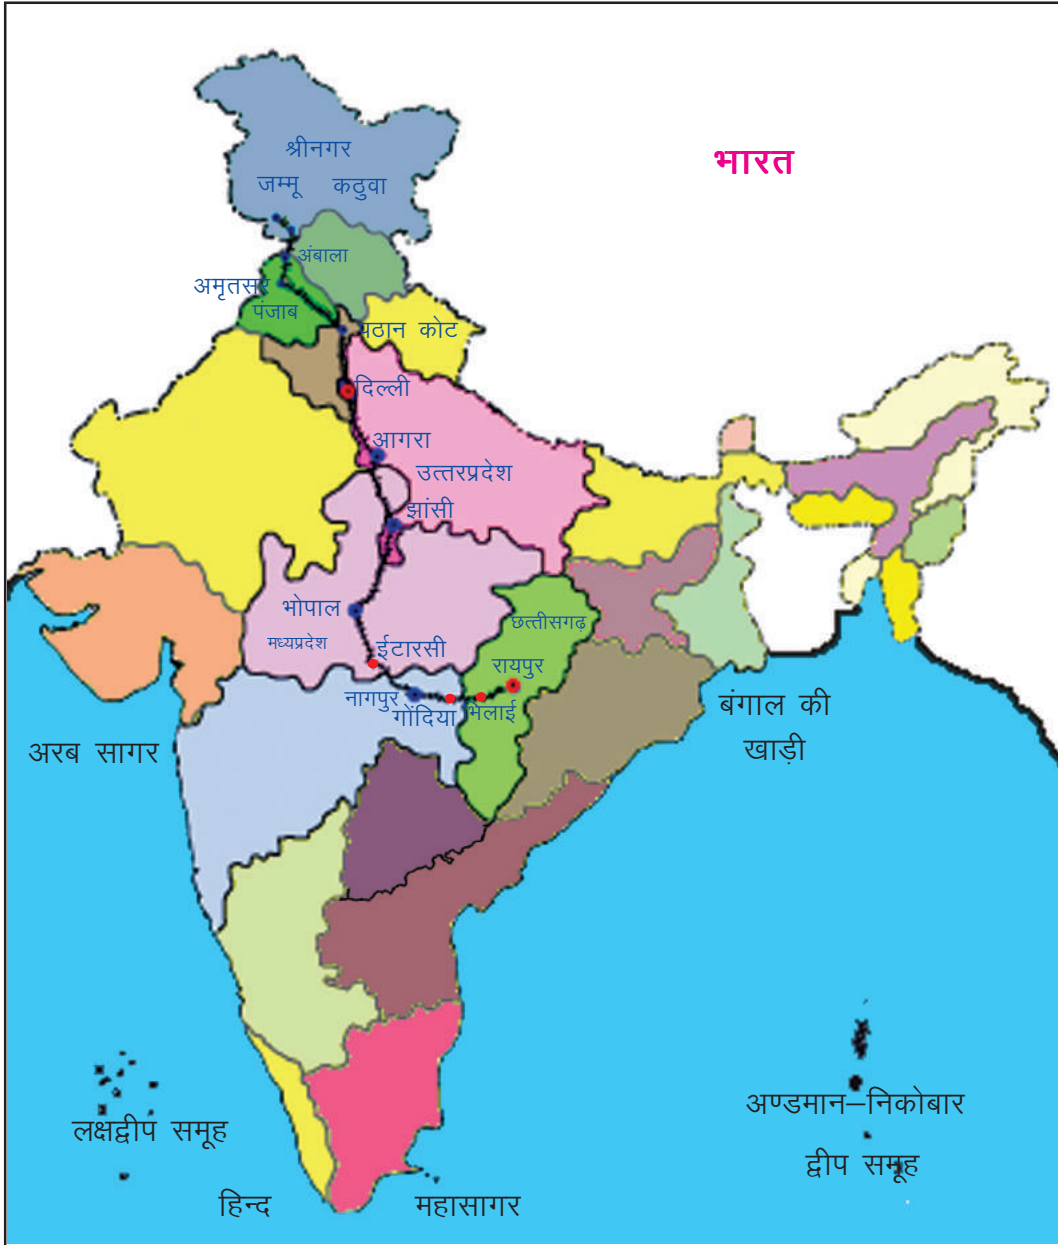 भारत
श्रीनगर
जम्मू कठुवा
अंबाला
अमृतसर
पंजाब
पठान कोट
दिल्ली
आगरा
उत्तरप्रदेश
झांसी
भोपाल
छत्तीसगढ़
मध्यप्रदेश
ईटारसी
रायपुर
नागपुर
गोंदिया
भिलाई
अरब सागर
बंगाल की
खाड़ी
लक्षद्वीप समूह
अण्डमान–निकोबार
द्वीप समूह
हिन्द महासागर